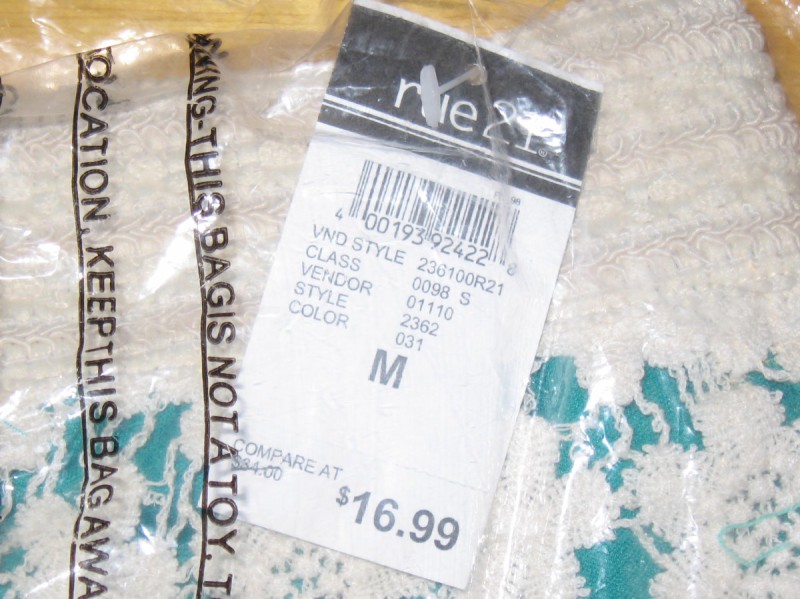 OCATION, KEEP THIS BAG AWA
KING-THIS BAG IS NOT A TOY. T
rue21®
4 00193 92422 8
VND STYLE 236100R21
CLASS 0098 S
VENDOR 01110
STYLE 2362
COLOR 031
M
COMPARE AT
$34.00
$16.99